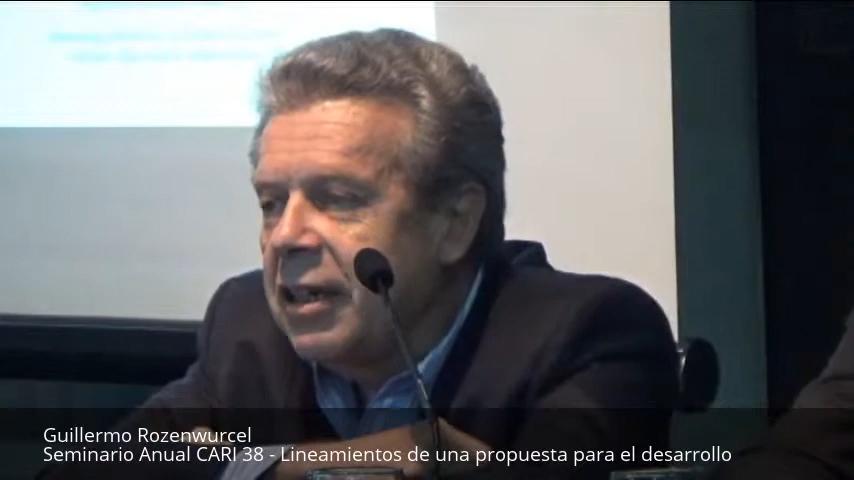 Guillermo Rozenwurcel
Seminario Anual CARI 38 - Lineamientos de una propuesta para el desarrollo